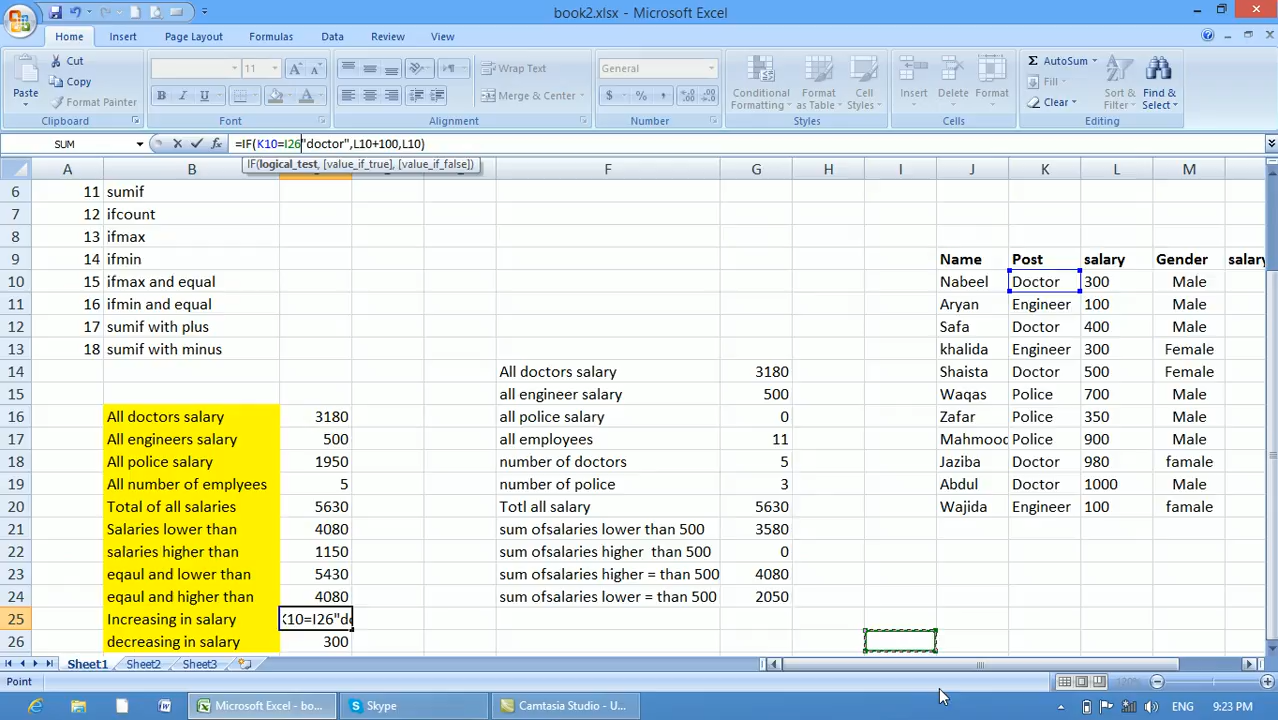 book2.xlsx - Microsoft Excel
Home Insert Page Layout Formulas Data Review View
Paste Cut Copy Format Painter Clipboard
11 B I U Font
Wrap Text Merge & Center Alignment
General $ % , Number
Conditional Formatting Format as Table Cell Styles Styles
Insert Delete Format Cells
AutoSum Fill Clear Sort & Filter Find & Select Editing
SUM =IF(K10=I26"doctor",L10+100,L10)
IF(logical_test, [value_if_true], [value_if_false])
A B F G H I J K L M
6 11 sumif
7 12 ifcount
8 13 ifmax
9 14 ifmin Name Post salary Gender salary
10 15 ifmax and equal Nabeel Doctor 300 Male
11 16 ifmin and equal Aryan Engineer 100 Male
12 17 sumif with plus Safa Doctor 400 Male
13 18 sumif with minus khalida Engineer 300 Female
14 All doctors salary 3180 Shaista Doctor 500 Female
15 all engineer salary 500 Waqas Police 700 Male
16 All doctors salary 3180 all police salary 0 Zafar Police 350 Male
17 All engineers salary 500 all employees 11 Mahmood Police 900 Male
18 All police salary 1950 number of doctors 5 Jaziba Doctor 980 famale
19 All number of emplyees 5 number of police 3 Abdul Doctor 1000 Male
20 Total of all salaries 5630 Totl all salary 5630 Wajida Engineer 100 famale
21 Salaries lower than 4080 sum ofsalaries lower than 500 3580
22 salaries higher than 1150 sum ofsalaries higher than 500 0
23 eqaul and lower than 5430 sum ofsalaries higher = than 500 4080
24 eqaul and higher than 4080 sum ofsalaries lower = than 500 2050
25 Increasing in salary K10=I26"do
26 decreasing in salary 300
Sheet1 Sheet2 Sheet3
Point 120%
Microsoft Excel - bo... Skype Camtasia Studio - U... ENG 9:23 PM